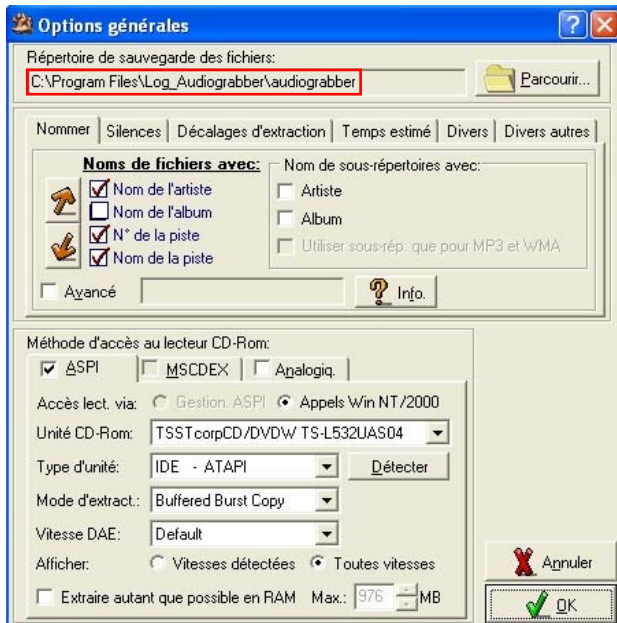 Options générales
Répertoire de sauvegarde des fichiers:
C:\Program Files\Log_Audiograbber\audiograbber
Parcourir...
Nommer Silences Décalages d'extraction Temps estimé Divers Divers autres
Noms de fichiers avec:
Nom de l'artiste
Nom de l'album
N° de la piste
Nom de la piste
Nom de sous-répertoires avec:
Artiste
Album
Utiliser sous-rép. que pour MP3 et WMA
Avancé
Info.
Méthode d'accès au lecteur CD-Rom:
ASPI MSCDEX Analogiq.
Accès lect. via: Gestion. ASPI Appels Win NT/2000
Unité CD-Rom: TSSTcorpCD/DVDW TS-L532UAS04
Type d'unité: IDE - ATAPI Détecter
Mode d'extract.: Buffered Burst Copy
Vitesse DAE: Default
Afficher: Vitesses détectées Toutes vitesses
Extraire autant que possible en RAM Max.: 976 MB
Annuler
OK